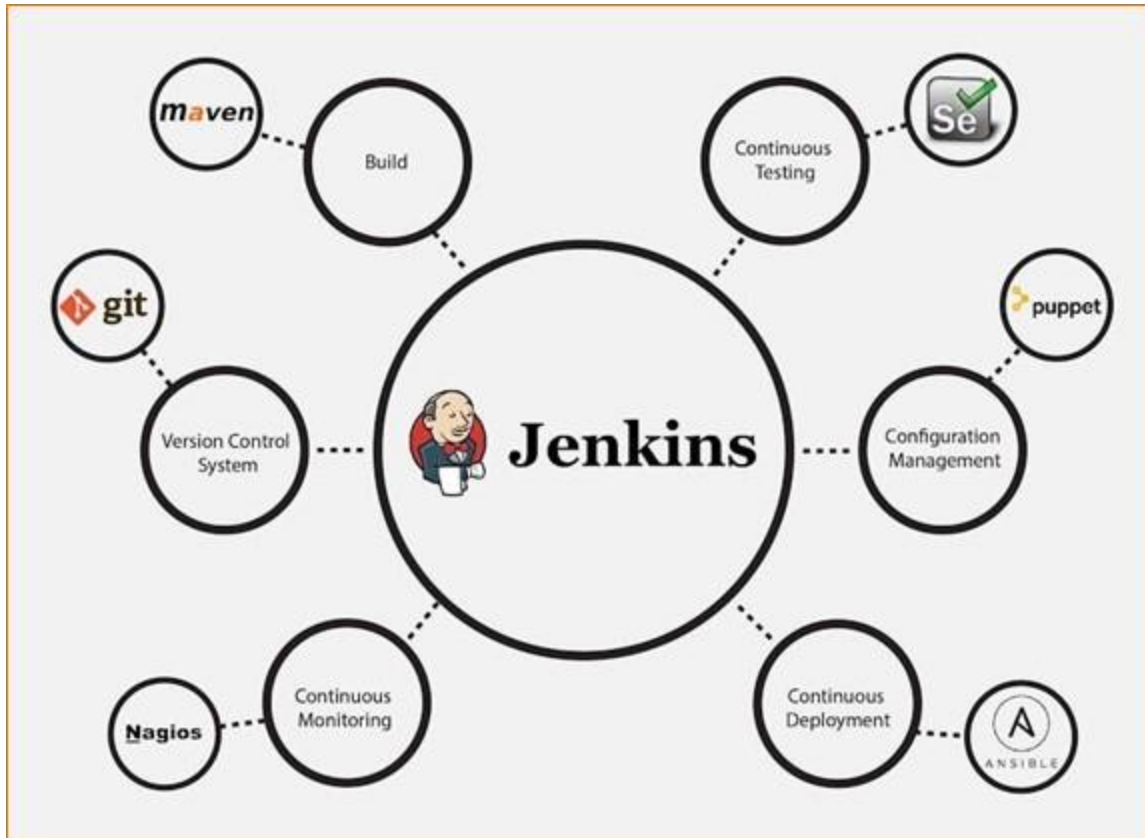 maven
Build
Continuous
Testing
Se
git
Version Control
System
Jenkins
puppet
Configuration
Management
Nagios
Continuous
Monitoring
Continuous
Deployment
ANSIBLE